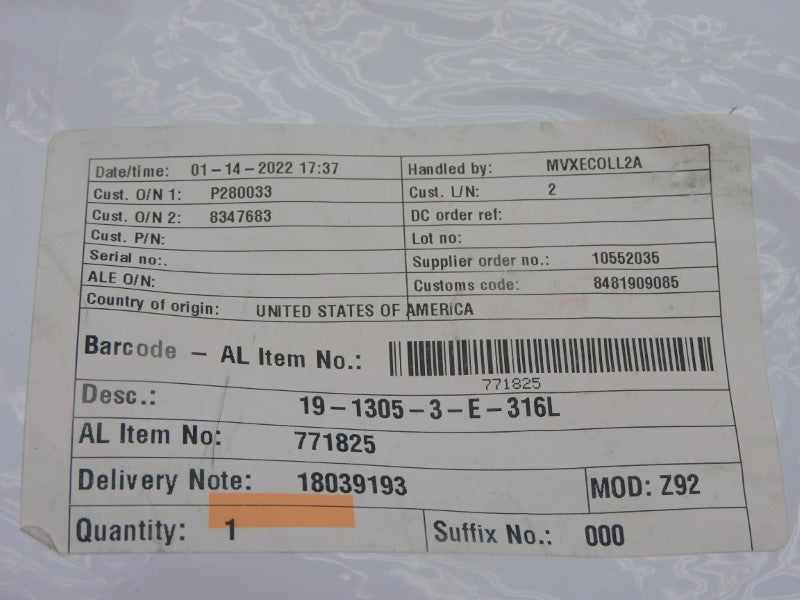 Date/time: 01-14-2022 17:37 Handled by: MVXECOLL2A
Cust. O/N 1: P280033 Cust. L/N: 2
Cust. O/N 2: 8347683 DC order ref:
Cust. P/N: Lot no:
Serial no:. Supplier order no.: 10552035
ALE O/N: Customs code: 8481909085
Country of origin: UNITED STATES OF AMERICA
Barcode - AL Item No.:
771825
Desc.: 19-1305-3-E-316L
AL Item No: 771825
Delivery Note: 18039193 MOD: Z92
Quantity: 1 Suffix No.: 000